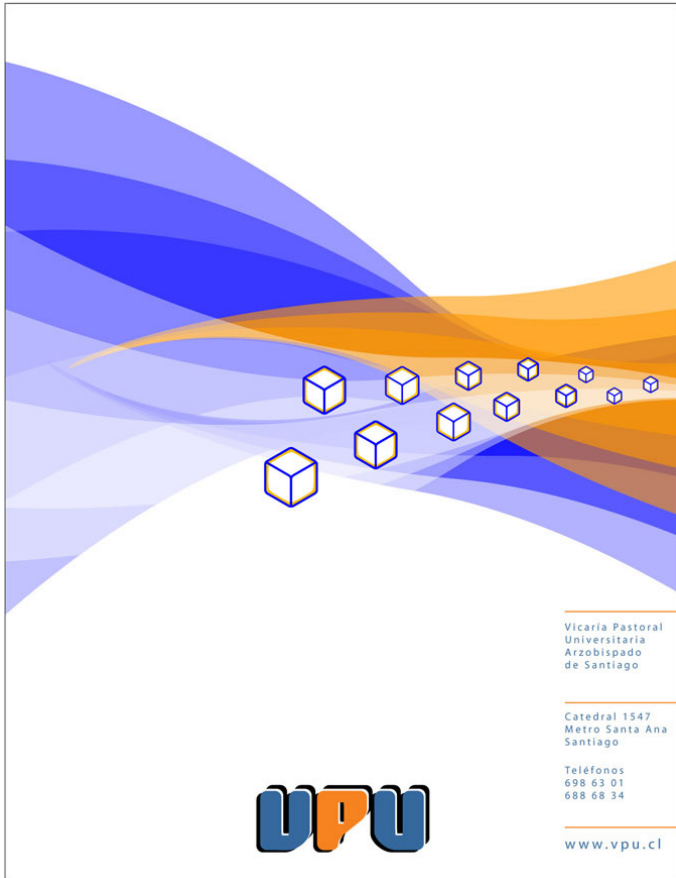 Vicaría Pastoral
Universitaria
Arzobispado
de Santiago
Catedral 1547
Metro Santa Ana
Santiago
Teléfonos
698 63 01
688 68 34
www.vpu.cl
VPU